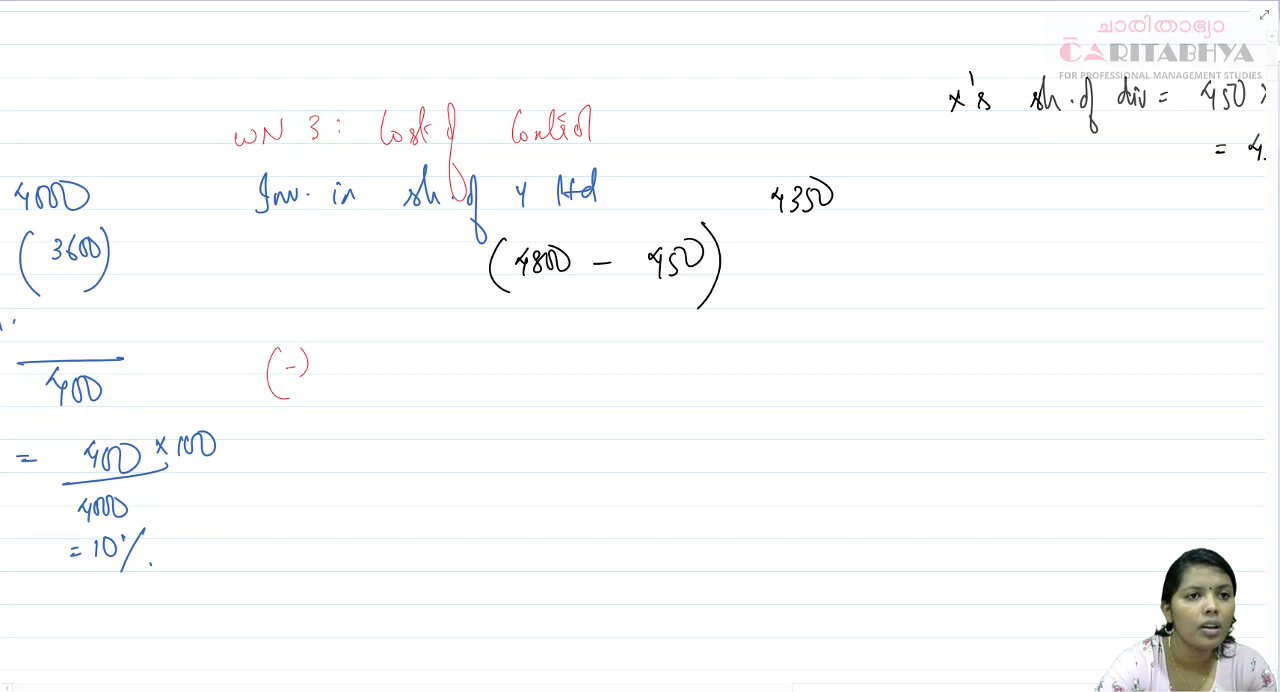 ചാരിതാഭ്യാ
CARITABHYA
FOR PROFESSIONAL MANAGEMENT STUDIES
x's sh. of div = 450 ×
= 4.
WN 3 : Cost of Control
4000
Inv. in sh. of Y ltd 4350
(3600)
(4800 - 450)
400
(-)
= 400 × 100
4000
= 10%.